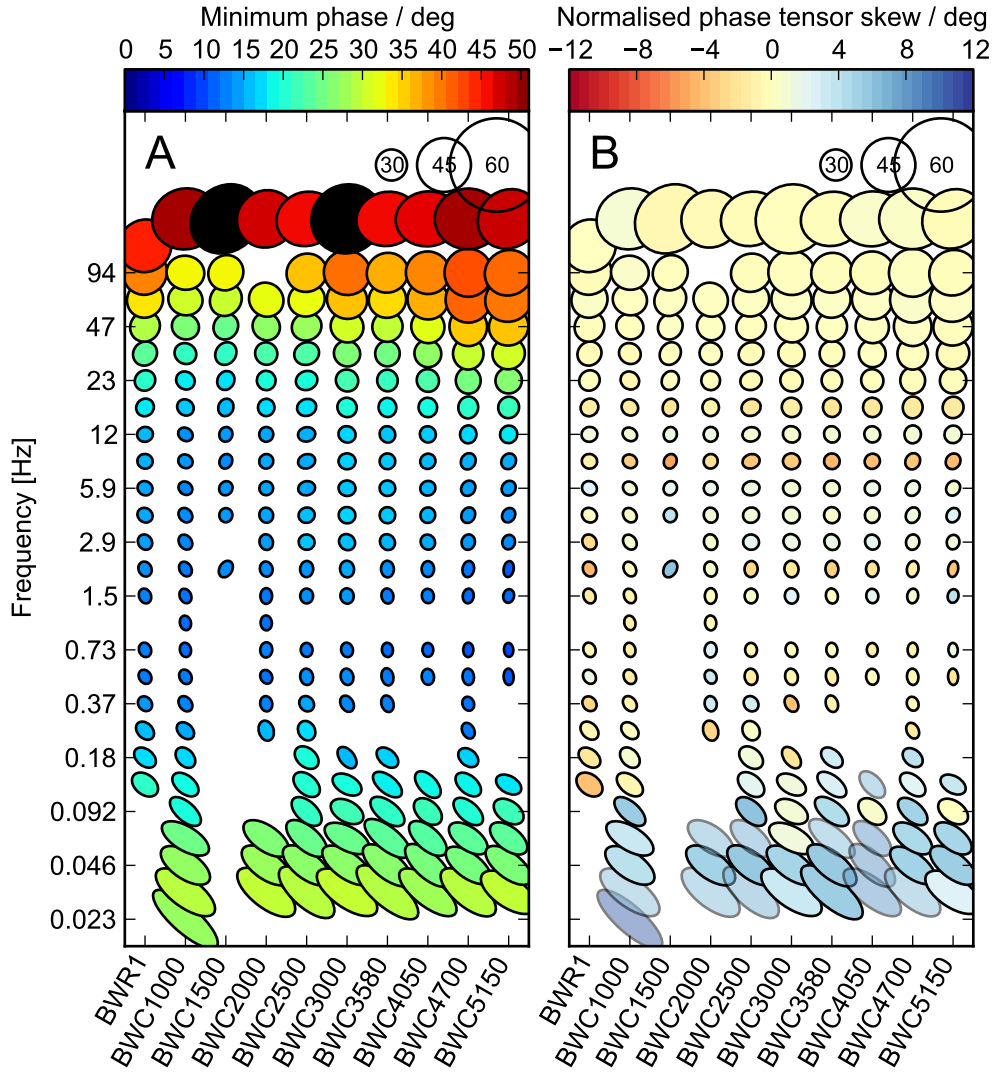 Minimum phase / deg
Normalised phase tensor skew / deg
0 5 10 15 20 25 30 35 40 45 50
−12 −8 −4 0 4 8 12
A
30 45 60
B
30 45 60
Frequency [Hz]
94
47
23
12
5.9
2.9
1.5
0.73
0.37
0.18
0.092
0.046
0.023
BWR1
BWC1000
BWC1500
BWC2000
BWC2500
BWC3000
BWC3580
BWC4050
BWC4700
BWC5150
BWR1
BWC1000
BWC1500
BWC2000
BWC2500
BWC3000
BWC3580
BWC4050
BWC4700
BWC5150